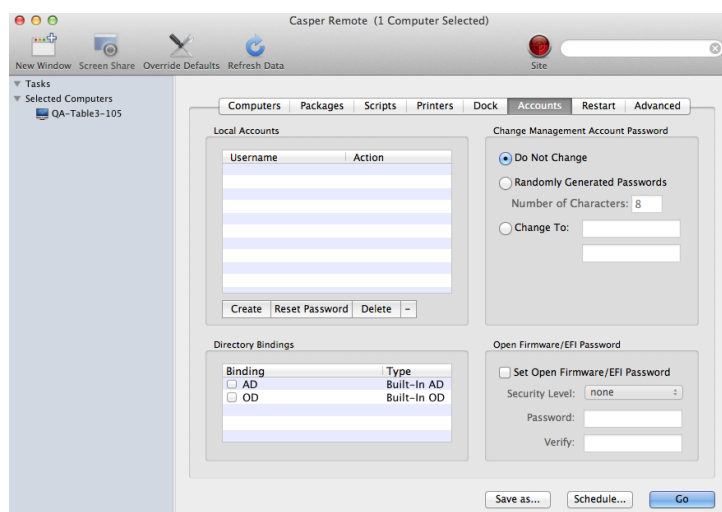 Casper Remote (1 Computer Selected)
New Window Screen Share Override Defaults Refresh Data Site
Tasks
Selected Computers
QA-Table3-105
Computers Packages Scripts Printers Dock Accounts Restart Advanced
Local Accounts
Username Action
Create Reset Password Delete -
Change Management Account Password
Do Not Change
Randomly Generated Passwords
Number of Characters: 8
Change To:
Directory Bindings
Binding Type
AD Built-In AD
OD Built-In OD
Open Firmware/EFI Password
Set Open Firmware/EFI Password
Security Level: none
Password:
Verify:
Save as... Schedule... Go